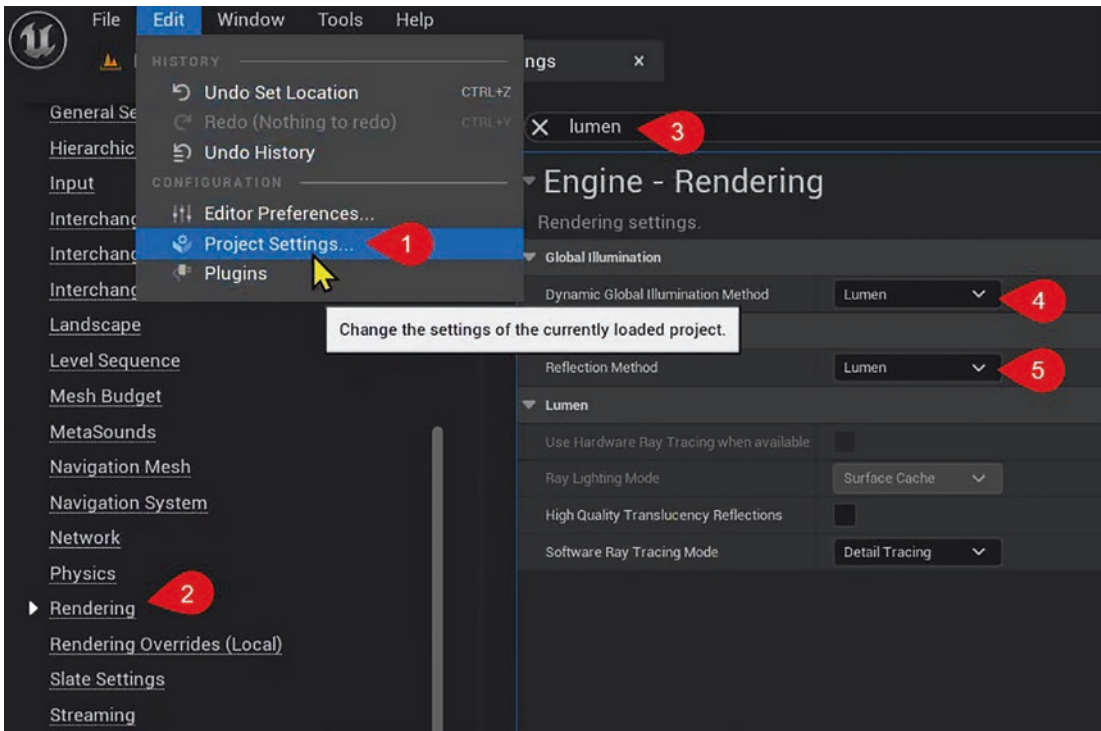 File Edit Window Tools Help
ngs ×
HISTORY
Undo Set Location CTRL+Z
Redo (Nothing to redo) CTRL+Y
Undo History
CONFIGURATION
Editor Preferences...
Project Settings... 1
Plugins
Change the settings of the currently loaded project.
General Se
Hierarchic
Input
Interchang
Interchang
Interchang
Landscape
Level Sequence
Mesh Budget
MetaSounds
Navigation Mesh
Navigation System
Network
Physics
Rendering 2
Rendering Overrides (Local)
Slate Settings
Streaming
lumen 3
Engine - Rendering
Rendering settings.
Global Illumination
Dynamic Global Illumination Method Lumen 4
Reflection Method Lumen 5
Lumen
Use Hardware Ray Tracing when available
Ray Lighting Mode Surface Cache
High Quality Translucency Reflections
Software Ray Tracing Mode Detail Tracing